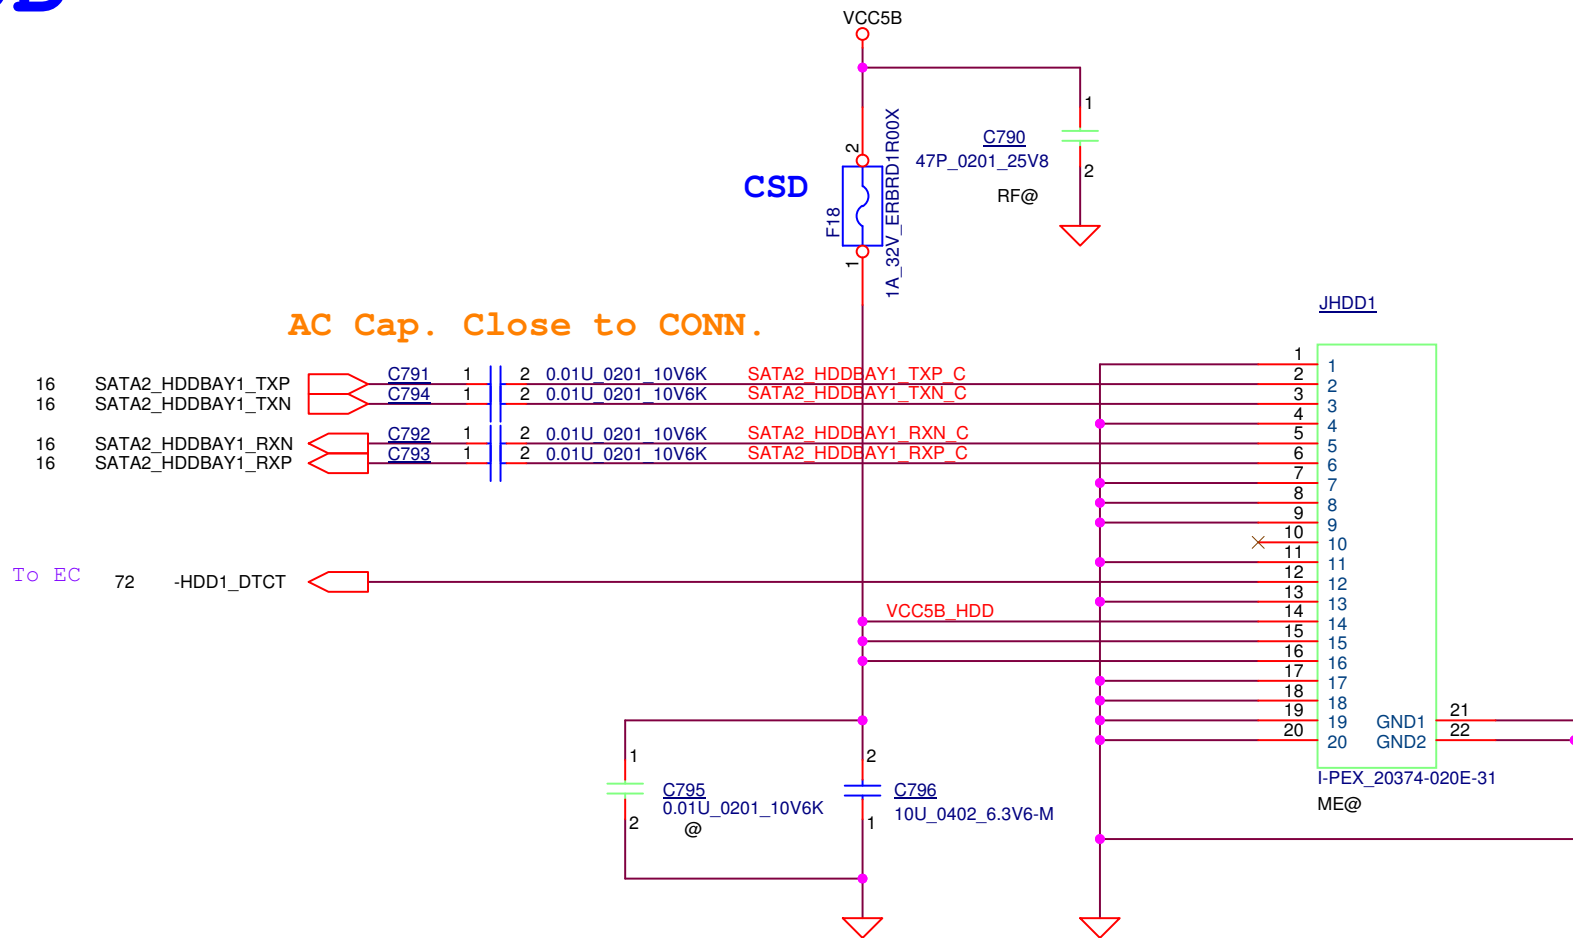 VCC5B
1
C790
47P_0201_25V8
2
RF@
CSD
2
F18
1A_32V_ERBRD1R00X
1
AC Cap. Close to CONN.
JHDD1
16 SATA2_HDDBAY1_TXP C791 1 2 0.01U_0201_10V6K SATA2_HDDBAY1_TXP_C
16 SATA2_HDDBAY1_TXN C794 1 2 0.01U_0201_10V6K SATA2_HDDBAY1_TXN_C
16 SATA2_HDDBAY1_RXN C792 1 2 0.01U_0201_10V6K SATA2_HDDBAY1_RXN_C
16 SATA2_HDDBAY1_RXP C793 1 2 0.01U_0201_10V6K SATA2_HDDBAY1_RXP_C
To EC 72 -HDD1_DTCT
VCC5B_HDD
1 1
2 2
3 3
4 4
5 5
6 6
7 7
8 8
9 9
10 10
11 11
12 12
13 13
14 14
15 15
16 16
17 17
18 18
19 19 GND1 21
20 20 GND2 22
I-PEX_20374-020E-31
ME@
1
C795
0.01U_0201_10V6K
2
@
2
C796
10U_0402_6.3V6-M
1